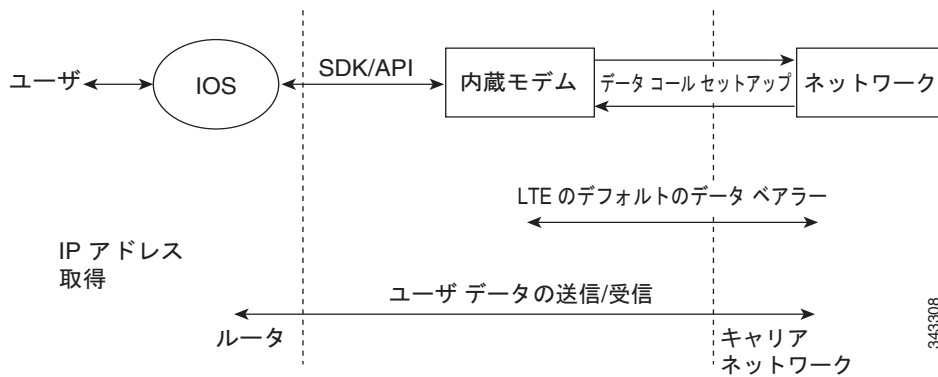 ユーザ
IOS
SDK/API
内蔵モデム
データ コール セットアップ
ネットワーク
LTE のデフォルトのデータ ベアラー
IP アドレス
取得
ユーザ データの送信/受信
ルータ
キャリア
ネットワーク
343308